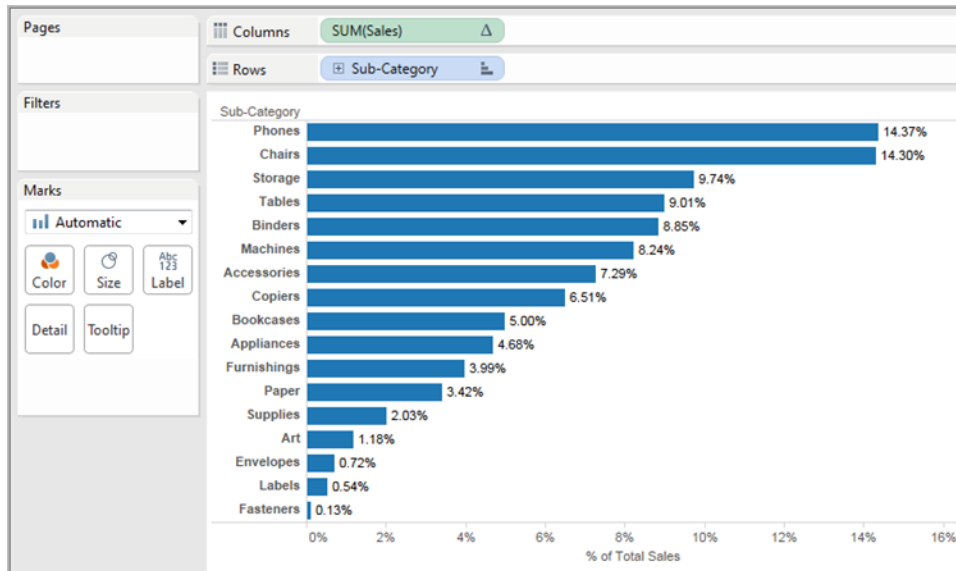 Pages
Columns
SUM(Sales) Δ
Rows
Sub-Category
Filters
Marks
Automatic
Color
Size
Abc
123
Label
Detail
Tooltip
Sub-Category
Phones 14.37%
Chairs 14.30%
Storage 9.74%
Tables 9.01%
Binders 8.85%
Machines 8.24%
Accessories 7.29%
Copiers 6.51%
Bookcases 5.00%
Appliances 4.68%
Furnishings 3.99%
Paper 3.42%
Supplies 2.03%
Art 1.18%
Envelopes 0.72%
Labels 0.54%
Fasteners 0.13%
0% 2% 4% 6% 8% 10% 12% 14% 16%
% of Total Sales